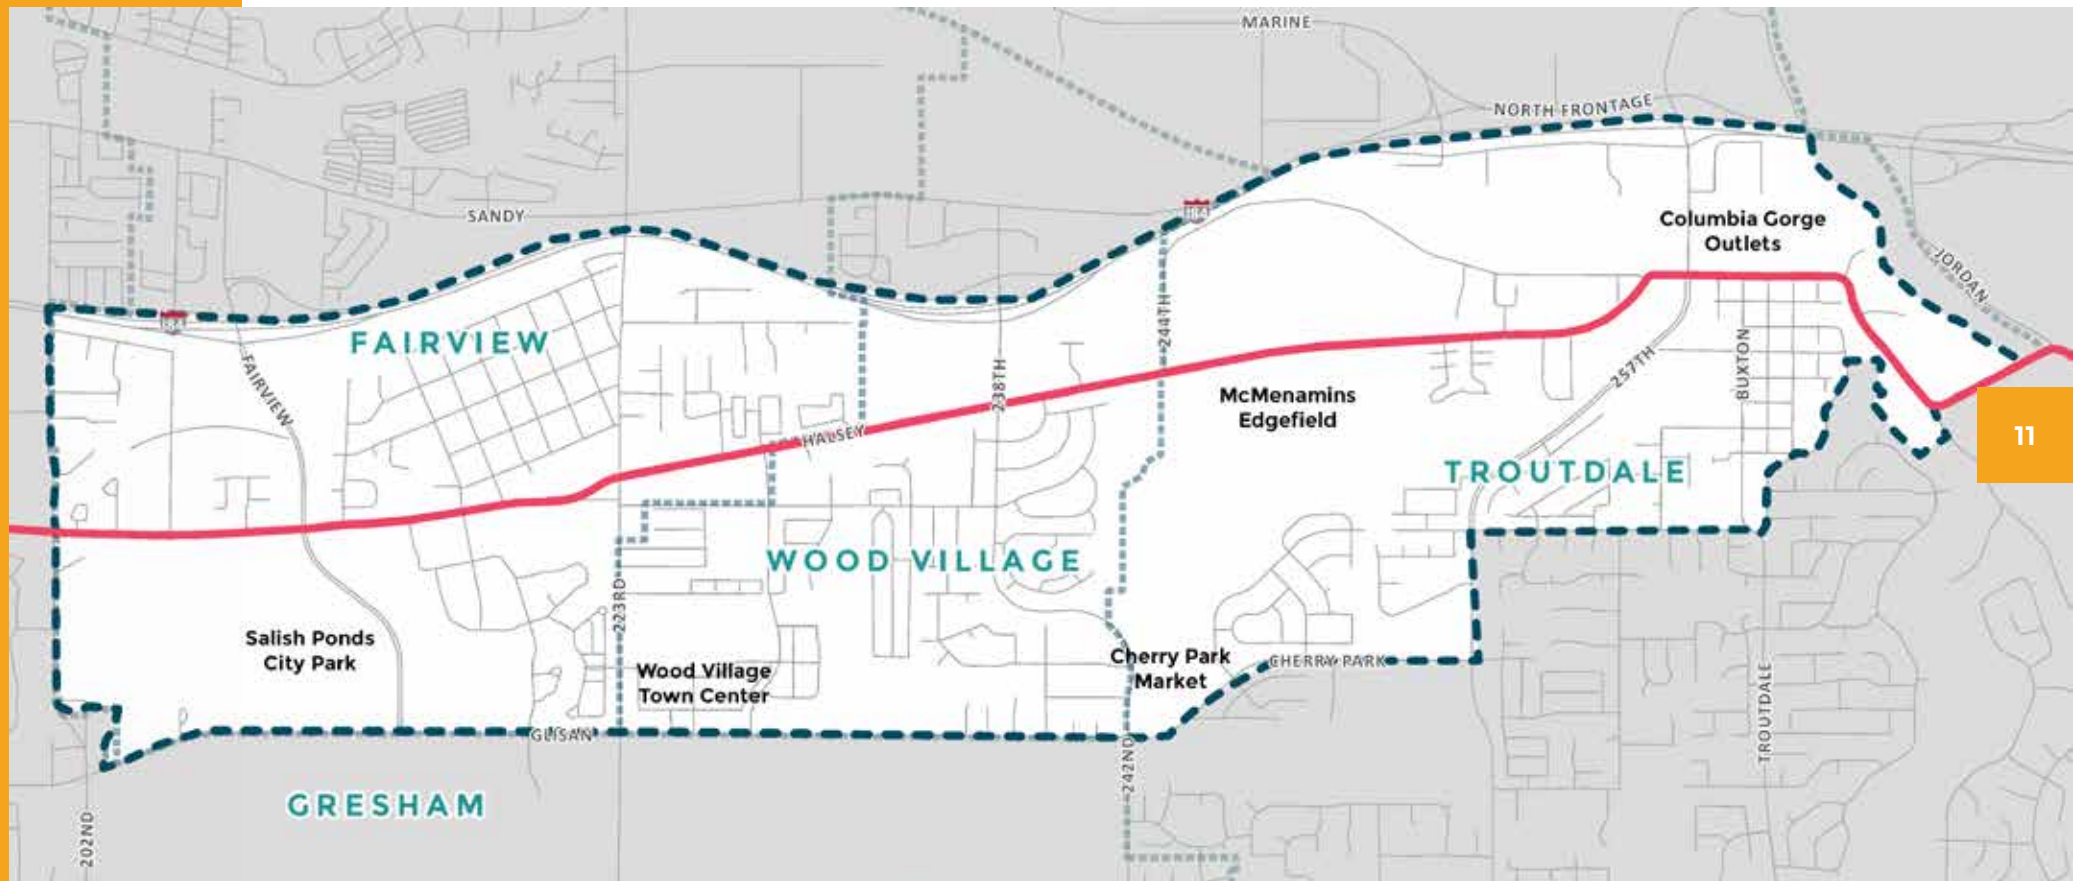 MARINE
NORTH FRONTAGE
SANDY
184
Columbia Gorge
Outlets
JORDAN
184
FAIRVIEW
244TH
FAIRVIEW
238TH
257TH
BUXTON
McMenamins
Edgefield
HALSEY
11
TROUTDALE
WOOD VILLAGE
223RD
Salish Ponds
City Park
Wood Village
Town Center
Cherry Park
Market
CHERRY PARK
GLISAN
TROUTDALE
242ND
GRESHAM
202ND